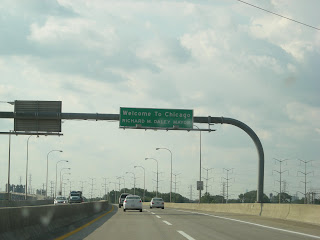 Welcome To Chicago
RICHARD M. DALEY MAYOR